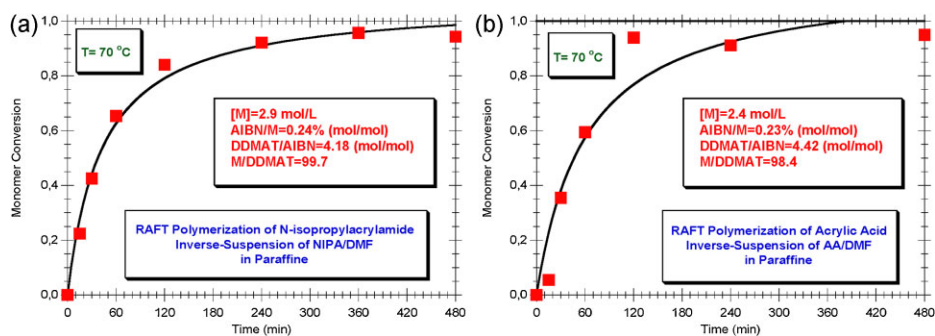 (a)
Monomer Conversion
1,0
0,8
0,6
0,4
0,2
0,0
T= 70 °C
[M]=2.9 mol/L
AIBN/M=0.24% (mol/mol)
DDMAT/AIBN=4.18 (mol/mol)
M/DDMAT=99.7
RAFT Polymerization of N-isopropylacrylamide
Inverse-Suspension of NIPA/DMF
in Paraffine
0 60 120 180 240 300 360 420 480
Time (min)
(b)
Monomer Conversion
1,0
0,8
0,6
0,4
0,2
0,0
T= 70 °C
[M]=2.4 mol/L
AIBN/M=0.23% (mol/mol)
DDMAT/AIBN=4.42 (mol/mol)
M/DDMAT=98.4
RAFT Polymerization of Acrylic Acid
Inverse-Suspension of AA/DMF
in Paraffine
0 60 120 180 240 300 360 420 480
Time (min)